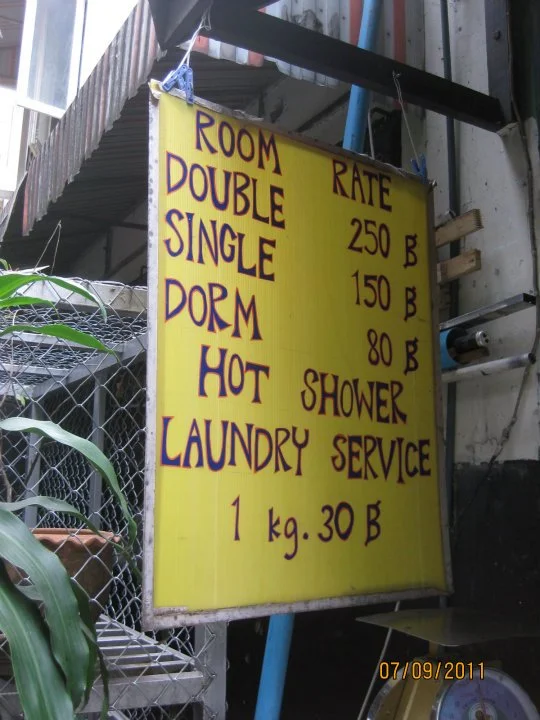 ROOM RATE
DOUBLE 250 ฿
SINGLE 150 ฿
DORM 80 ฿
HOT SHOWER
LAUNDRY SERVICE
1 kg. 30 ฿
07/09/2011